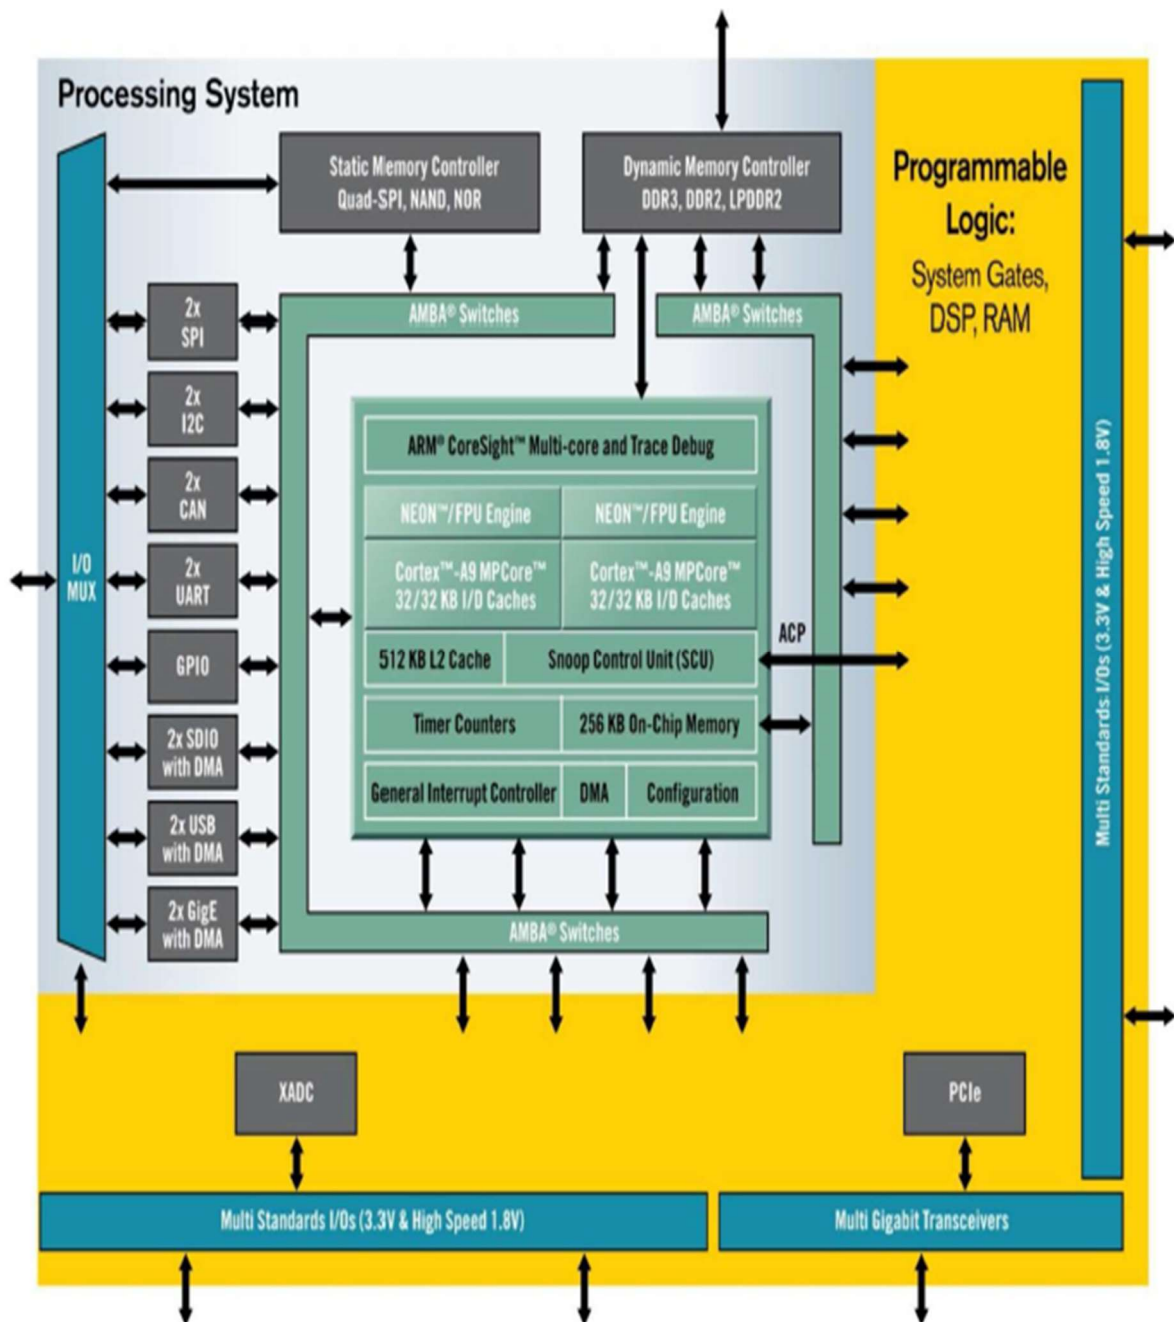 Processing System
Static Memory Controller
Quad-SPI, NAND, NOR
Dynamic Memory Controller
DDR3, DDR2, LPDDR2
Programmable
Logic:
System Gates,
DSP, RAM
AMBA® Switches
AMBA® Switches
2x
SPI
2x
I2C
2x
CAN
2x
UART
GPIO
2x SDIO
with DMA
2x USB
with DMA
2x GigE
with DMA
I/O
MUX
ARM® CoreSight™ Multi-core and Trace Debug
NEON™/FPU Engine
NEON™/FPU Engine
Cortex™-A9 MPCore™
32/32 KB I/D Caches
Cortex™-A9 MPCore™
32/32 KB I/D Caches
512 KB L2 Cache
Snoop Control Unit (SCU)
ACP
Timer Counters
256 KB On-Chip Memory
General Interrupt Controller
DMA
Configuration
AMBA® Switches
Multi Standards I/Os (3.3V & High Speed 1.8V)
XADC
PCIe
Multi Standards I/Os (3.3V & High Speed 1.8V)
Multi Gigabit Transceivers